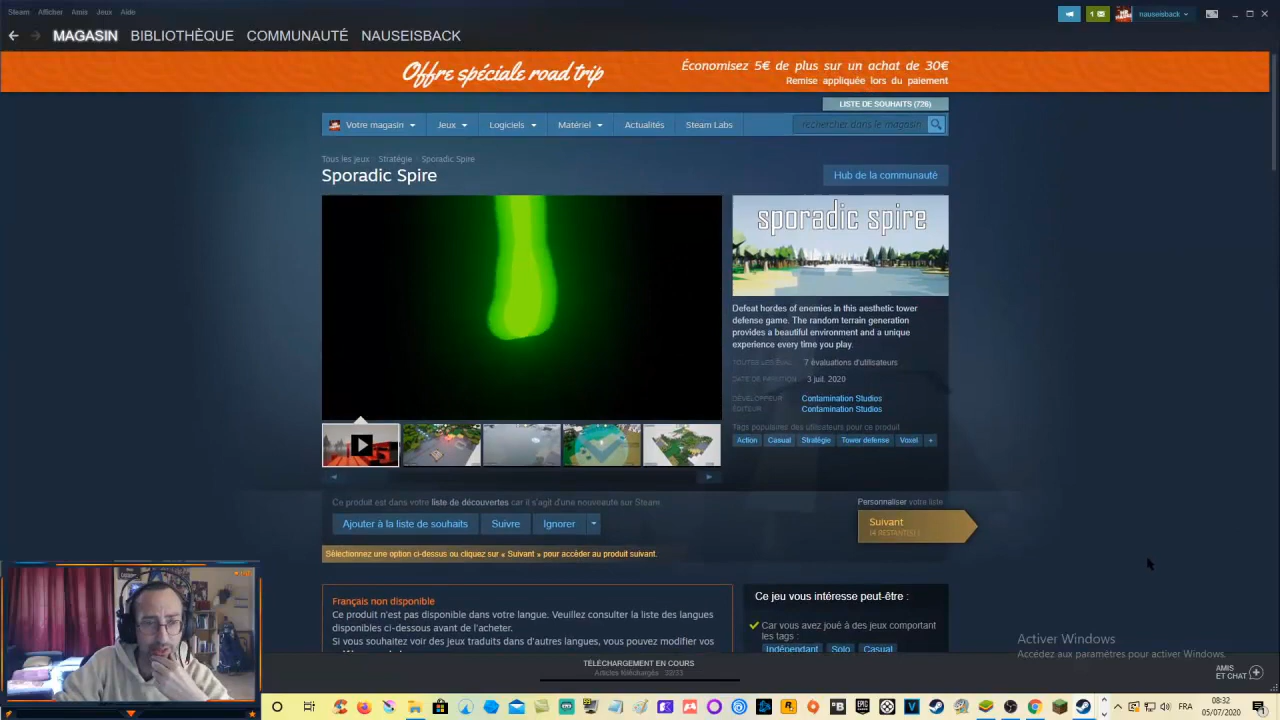 Steam Afficher Amis Jeux Aide
1
nauseisback
MAGASIN BIBLIOTHÈQUE COMMUNAUTÉ NAUSEISBACK
Offre spéciale road trip
Économisez 5€ de plus sur un achat de 30€
Remise appliquée lors du paiement
LISTE DE SOUHAITS (726)
Votre magasin Jeux Logiciels Matériel Actualités Steam Labs rechercher dans le magasin
Tous les jeux Stratégie Sporadic Spire
Sporadic Spire
Hub de la communauté
sporadic spire
Defeat hordes of enemies in this aesthetic tower
defense game. The random terrain generation
provides a beautiful environment and a unique
experience every time you play
7 évaluations d'utilisateurs
DATE DE PARUTION : 3 juil. 2020
DÉVELOPPEUR Contamination Studios
ÉDITEUR Contamination Studios
Tags populaires des utilisateurs pour ce produit
Action Casual Stratégie Tower defense Voxel +
Ce produit est dans votre liste de découvertes car il s'agit d'une nouveauté sur Steam
Personnaliser votre liste
Ajouter à la liste de souhaits Suivre Ignorer
Suivant
Sélectionnez une option ci-dessus ou cliquez sur « Suivant » pour accéder au produit suivant.
Français non disponible
Ce produit n'est pas disponible dans votre langue. Veuillez consulter la liste des langues
disponibles ci-dessous avant de l'acheter.
Si vous souhaitez voir des jeux traduits dans d'autres langues, vous pouvez modifier vos
Ce jeu vous intéresse peut-être :
Car vous avez joué à des jeux comportant
les tags :
Indépendant Solo Casual
Activer Windows
Accédez aux paramètres pour activer Windows.
TÉLÉCHARGEMENT EN COURS
AMIS
ET CHAT
FRA
08:32
05/07/2020